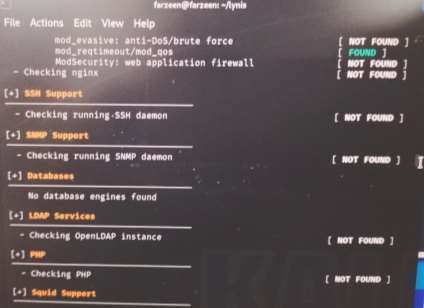 farzeen@farzeen: ~/lynis
File Actions Edit View Help
mod_evasive: anti-DoS/brute force [ NOT FOUND ]
mod_reqtimeout/mod_qos [ FOUND ]
ModSecurity: web application firewall [ NOT FOUND ]
- Checking nginx [ NOT FOUND ]
[+] SSH Support
- Checking running SSH daemon [ NOT FOUND ]
[+] SNMP Support
- Checking running SNMP daemon [ NOT FOUND ]
[+] Databases
No database engines found
[+] LDAP Services
- Checking OpenLDAP instance [ NOT FOUND ]
[+] PHP
- Checking PHP [ NOT FOUND ]
[+] Squid Support